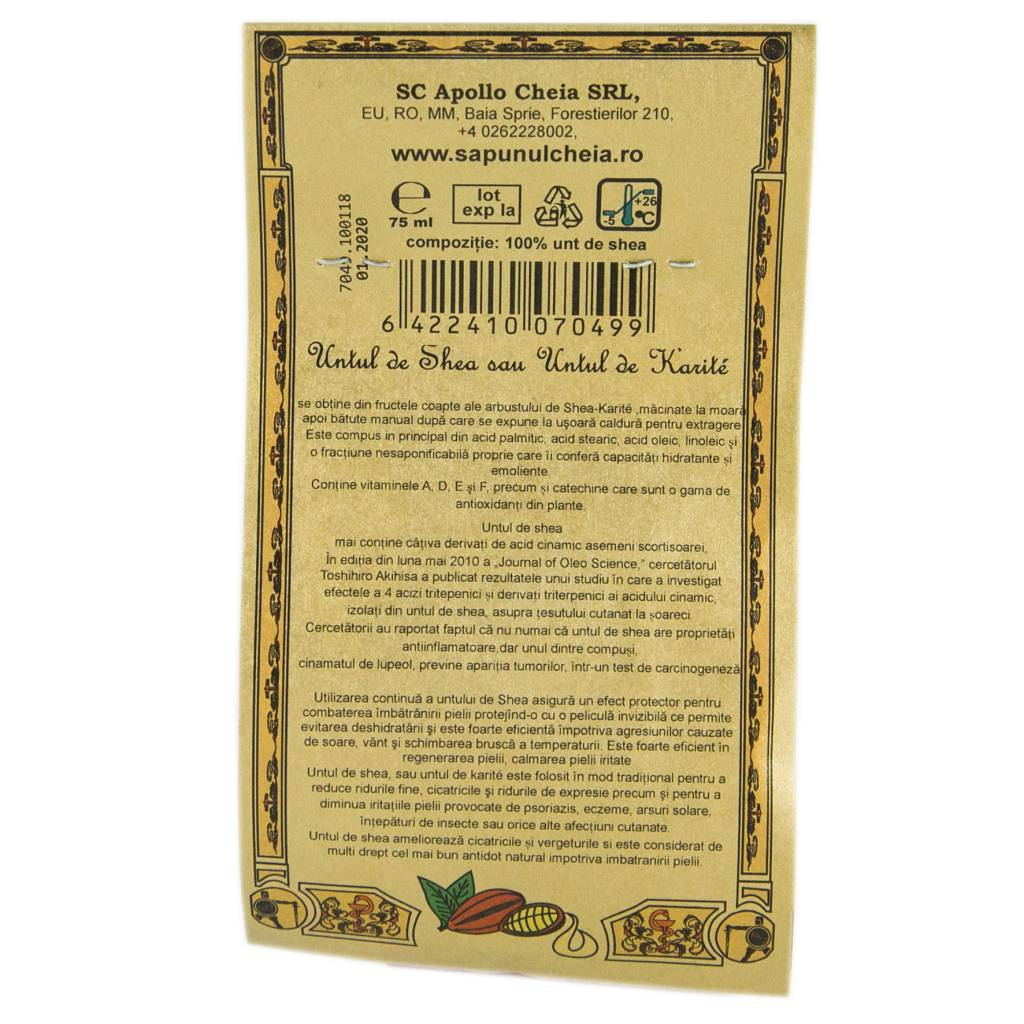 SC Apollo Cheia SRL,
EU, RO, MM, Baia Sprie, Forestierilor 210,
+4 0262228002,
www.sapunulcheia.ro
e
75 ml
lot
exp la
+26
-5 °C
.100118
01.2020
compoziție: 100% unt de shea
6 422410 070499
Untul de Shea sau Untul de Karité
se obține din fructele coapte ale arbustului de Shea-Karité ,măcinate la moară
apoi bătute manual după care se expune la ușoară caldură pentru extragere
Este compus in principal din acid palmitic, acid stearic, acid oleic, linoleic și
o fracțiune nesaponificabilă proprie care îi conferă capacități hidratante și
emoliente.
Conține vitaminele A, D, E și F, precum și catechine care sunt o gama de
antioxidanți din plante.
Untul de shea
mai conține câțiva derivați de acid cinamic asemeni scortisoarei,
În ediția din luna mai 2010 a „Journal of Oleo Science,” cercetătorul
Toshihiro Akihisa a publicat rezultatele unui studiu în care a investigat
efectele a 4 acizi tritepenici și derivați triterpenici ai acidului cinamic,
izolați din untul de shea, asupra țesutului cutanat la șoareci.
Cercetătorii au raportat faptul că nu numai că untul de shea are proprietăți
antiinflamatoare,dar unul dintre compuși,
cinamatul de lupeol, previne apariția tumorilor, într-un test de carcinogeneză
Utilizarea continuă a untului de Shea asigură un efect protector pentru
combaterea îmbătrânirii pielii protejînd-o cu o peliculă invizibilă ce permite
evitarea deshidratării și este foarte eficientă împotriva agresiunilor cauzate
de soare, vânt și schimbarea bruscă a temperaturii. Este foarte eficient în
regenerarea pielii, calmarea pielii iritate
Untul de shea, sau untul de karité este folosit în mod tradițional pentru a
reduce ridurile fine, cicatricile și ridurile de expresie precum și pentru a
diminua iritațiile pielii provocate de psoriazis, eczeme, arsuri solare,
înțepături de insecte sau orice alte afecțiuni cutanate.
Untul de shea ameliorează cicatricile și vergeturile si este considerat de
multi drept cel mai bun antidot natural impotriva imbatranirii pielii.